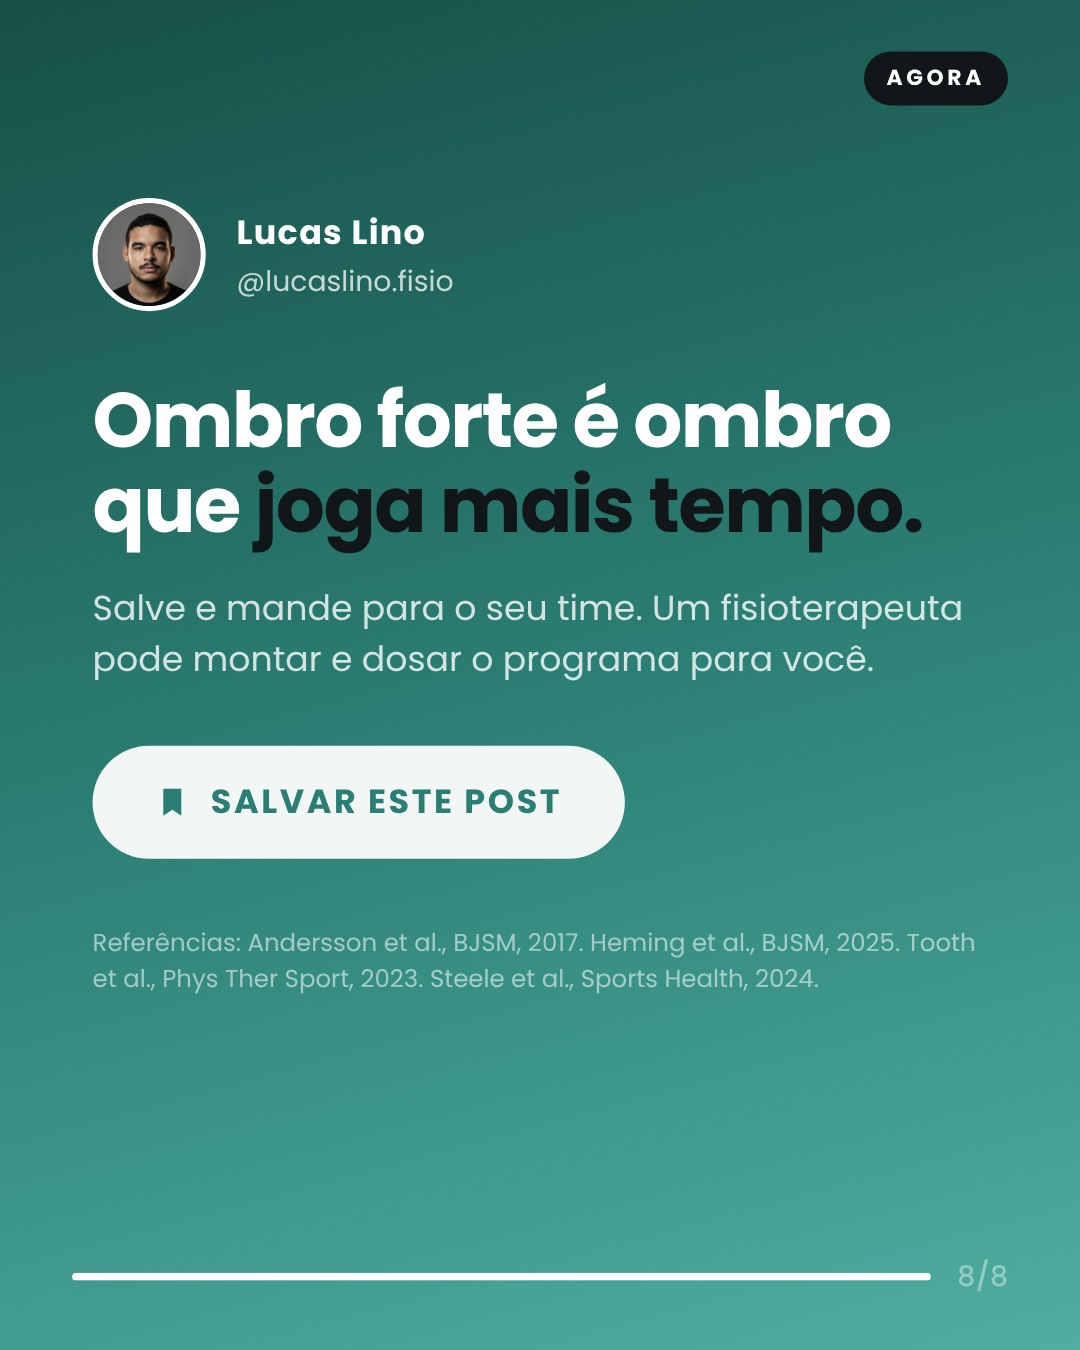 AGORA
Lucas Lino
@lucaslino.fisio
Ombro forte é ombro
que joga mais tempo.
Salve e mande para o seu time. Um fisioterapeuta
pode montar e dosar o programa para você.
SALVAR ESTE POST
Referências: Andersson et al., BJSM, 2017. Heming et al., BJSM, 2025. Tooth
et al., Phys Ther Sport, 2023. Steele et al., Sports Health, 2024.
8/8